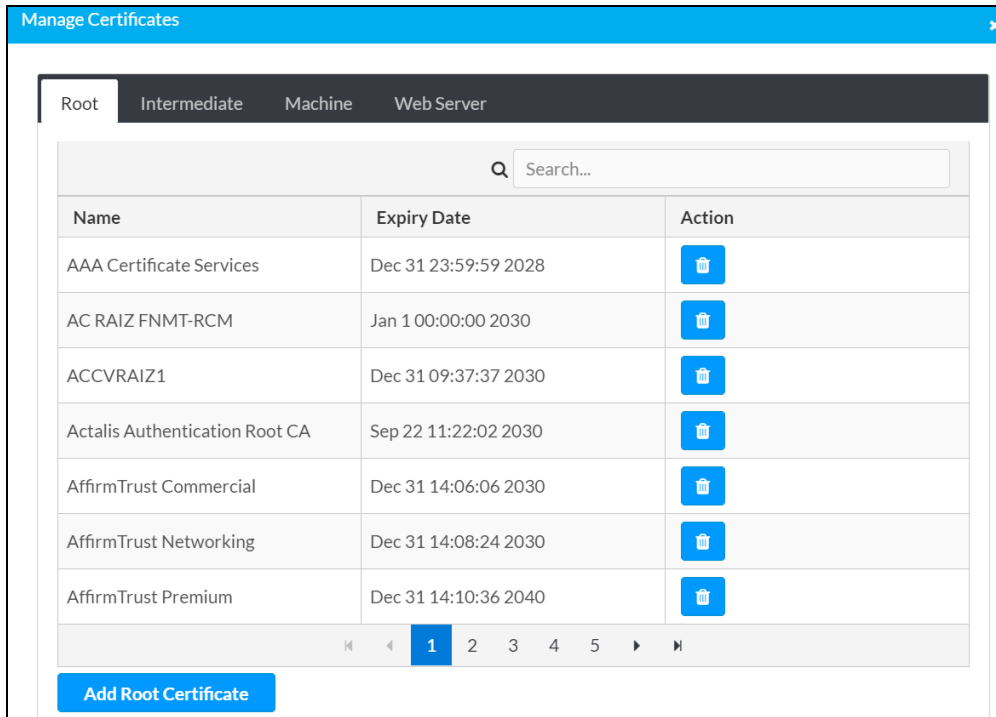 Manage Certificates
Root Intermediate Machine Web Server
Search...
Name Expiry Date Action
AAA Certificate Services Dec 31 23:59:59 2028
AC RAIZ FNMT-RCM Jan 1 00:00:00 2030
ACCVRAIZ1 Dec 31 09:37:37 2030
Actalis Authentication Root CA Sep 22 11:22:02 2030
AffirmTrust Commercial Dec 31 14:06:06 2030
AffirmTrust Networking Dec 31 14:08:24 2030
AffirmTrust Premium Dec 31 14:10:36 2040
1 2 3 4 5
Add Root Certificate